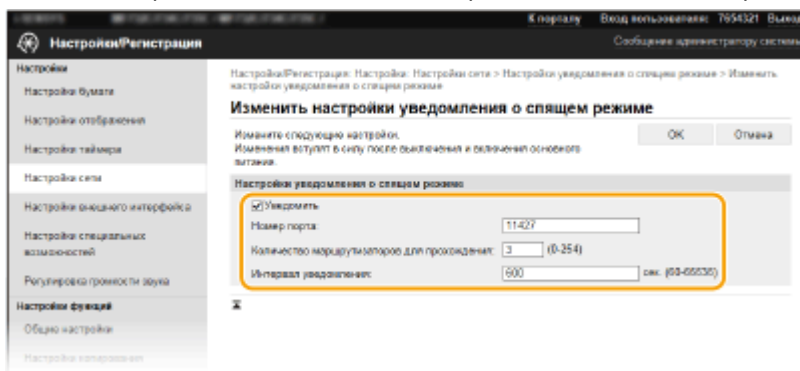 К порталу Вход пользователя: 7654321 Выход
Настройки/Регистрация
Сообщение администратору системы
Настройки
Настройки бумаги
Настройки отображения
Настройки таймера
Настройки сети
Настройки внешнего интерфейса
Настройки специальных
возможностей
Регулировка громкости звука
Настройки функций
Общие настройки
Настройки копирования
Настройки/Регистрация: Настройки: Настройки сети > Настройки уведомления о спящем режиме > Изменить
настройки уведомления о спящем режиме
Изменить настройки уведомления о спящем режиме
Измените следующие настройки.
Изменения вступят в силу после выключения и включения основного
питания.
OK Отмена
Настройки уведомления о спящем режиме
Уведомить
Номер порта: 11427
Количество маршрутизаторов для прохождения: 3 (0-254)
Интервал уведомления: 600 сек. (60-65535)